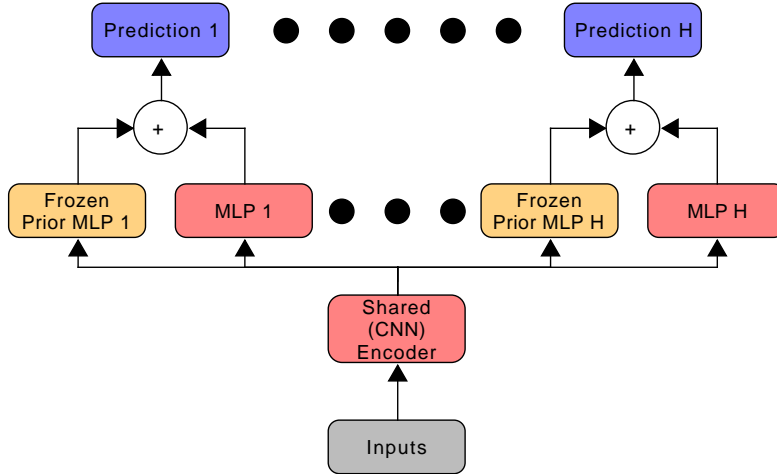 Prediction 1
Prediction H
+
+
Frozen
Prior MLP 1
MLP 1
Frozen
Prior MLP H
MLP H
Shared
(CNN)
Encoder
Inputs